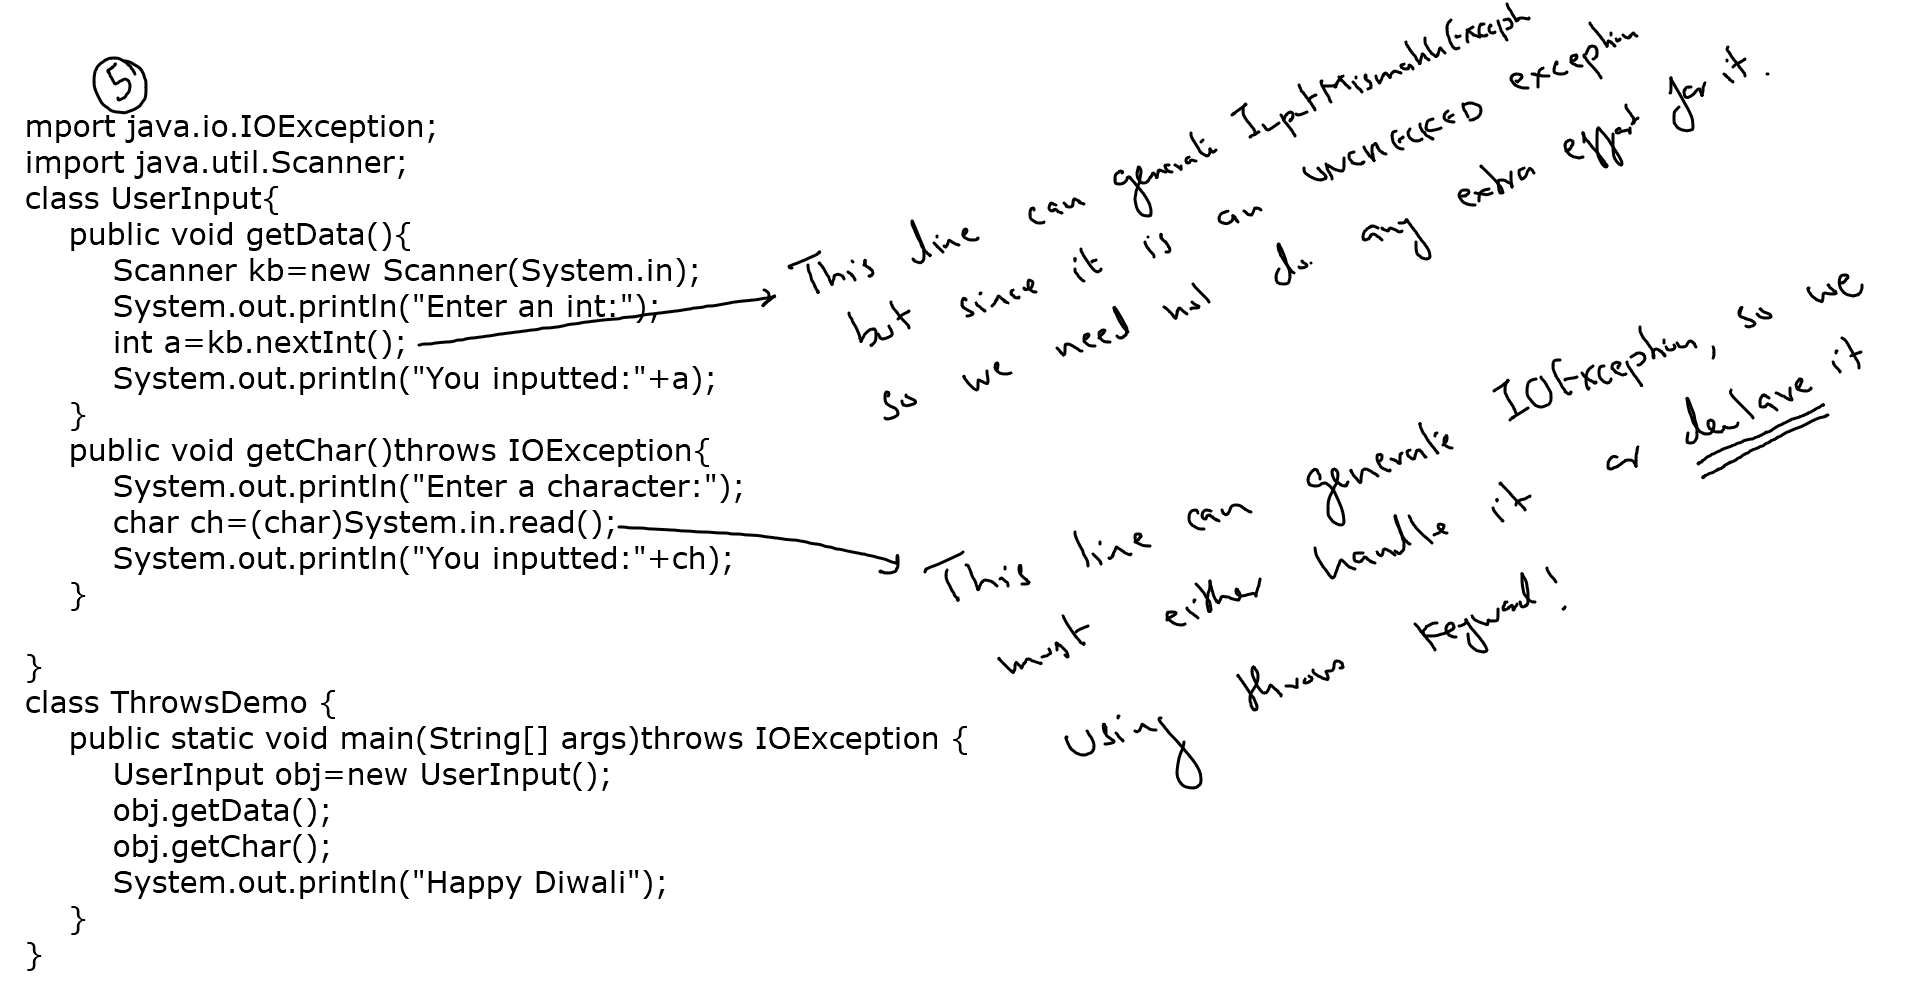 5
mport java.io.IOException;
import java.util.Scanner;
class UserInput{
public void getData(){
Scanner kb=new Scanner(System.in);
System.out.println("Enter an int:");
int a=kb.nextInt();
System.out.println("You inputted:"+a);
}
public void getChar()throws IOException{
System.out.println("Enter a character:");
char ch=(char)System.in.read();
System.out.println("You inputted:"+ch);
}
}
class ThrowsDemo {
public static void main(String[] args)throws IOException {
UserInput obj=new UserInput();
obj.getData();
obj.getChar();
System.out.println("Happy Diwali");
}
}
This line can generate InputMismatchExceptn
but since it is an UNCHECKED exception
so we need not do any extra effort for it.
This line can generate IOException, so we
must either handle it or declare it
using throws keyword!